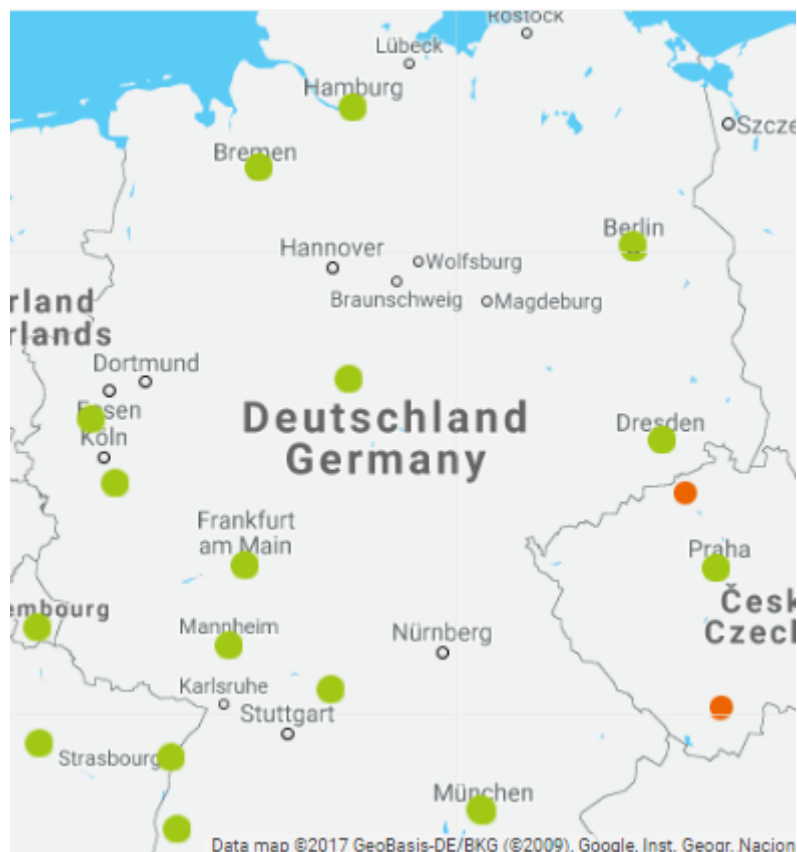 Rostock
Lübeck
Hamburg
Szcze
Bremen
Berlin
Hannover
Wolfsburg
Braunschweig
Magdeburg
rland
rlands
Dortmund
Essen
Köln
Deutschland
Germany
Dresden
Frankfurt
am Main
Praha
embourg
Česk
Czech
Mannheim
Nürnberg
Karlsruhe
Stuttgart
Strasbourg
München
Data map ©2017 GeoBasis-DE/BKG (©2009), Google, Inst. Geogr. Nacion